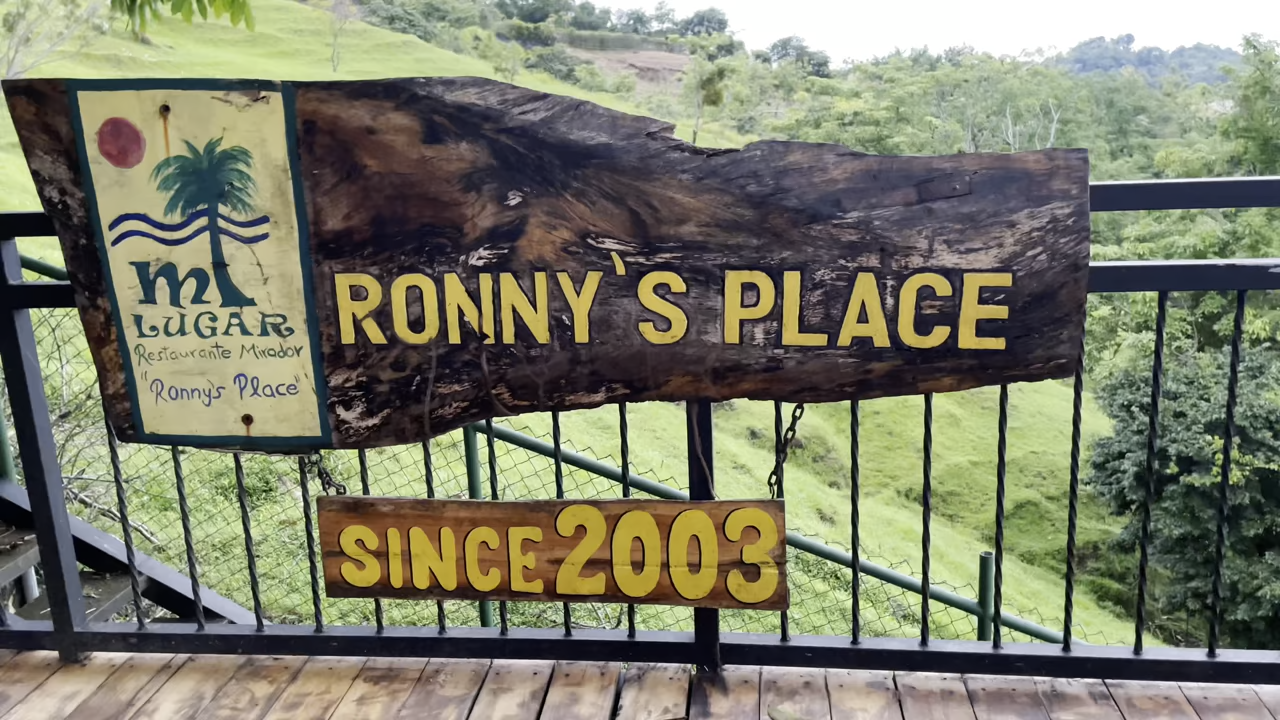 mi
LUGAR
Restaurante Mirador
"Ronny's Place"
RONNY'S PLACE
SINCE 2003